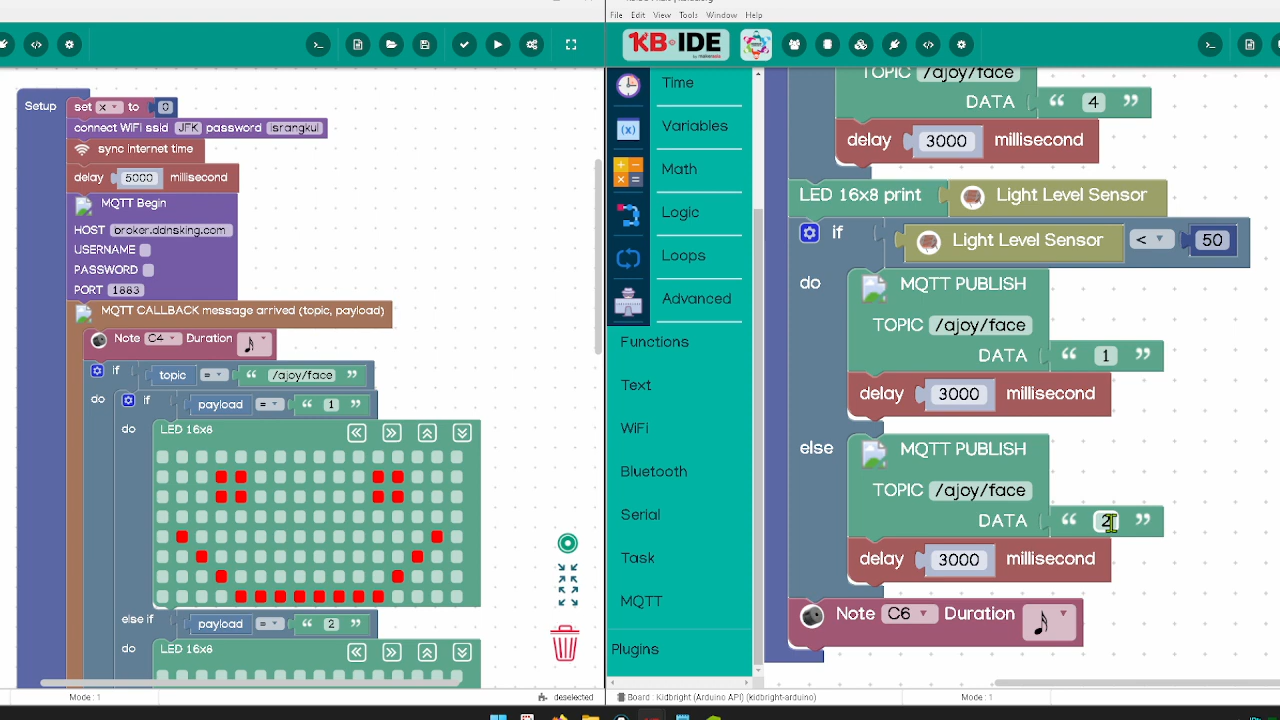 File Edit View Tools Window Help
KB-IDE
by makerasia
Setup
set x to 0
connect WiFi ssid JFK password israngkul
sync internet time
delay 5000 millisecond
MQTT Begin
HOST broker.ddnsking.com
USERNAME
PASSWORD
PORT 1883
MQTT CALLBACK message arrived (topic, payload)
Note C4 Duration
if topic = “ /ajoy/face ”
do if payload = “ 1 ”
do LED 16x8
else if payload = “ 2 ”
do LED 16x8
Mode : 1 deselected
Time
Variables
Math
Logic
Loops
Advanced
Functions
Text
WiFi
Bluetooth
Serial
Task
MQTT
Plugins
TOPIC /ajoy/face
DATA “ 4 ”
delay 3000 millisecond
LED 16x8 print Light Level Sensor
if Light Level Sensor < 50
do MQTT PUBLISH
TOPIC /ajoy/face
DATA “ 1 ”
delay 3000 millisecond
else MQTT PUBLISH
TOPIC /ajoy/face
DATA “ 2 ”
delay 3000 millisecond
Note C6 Duration
Board : Kidbright (Arduino API) (kidbright-arduino) Mode : 1